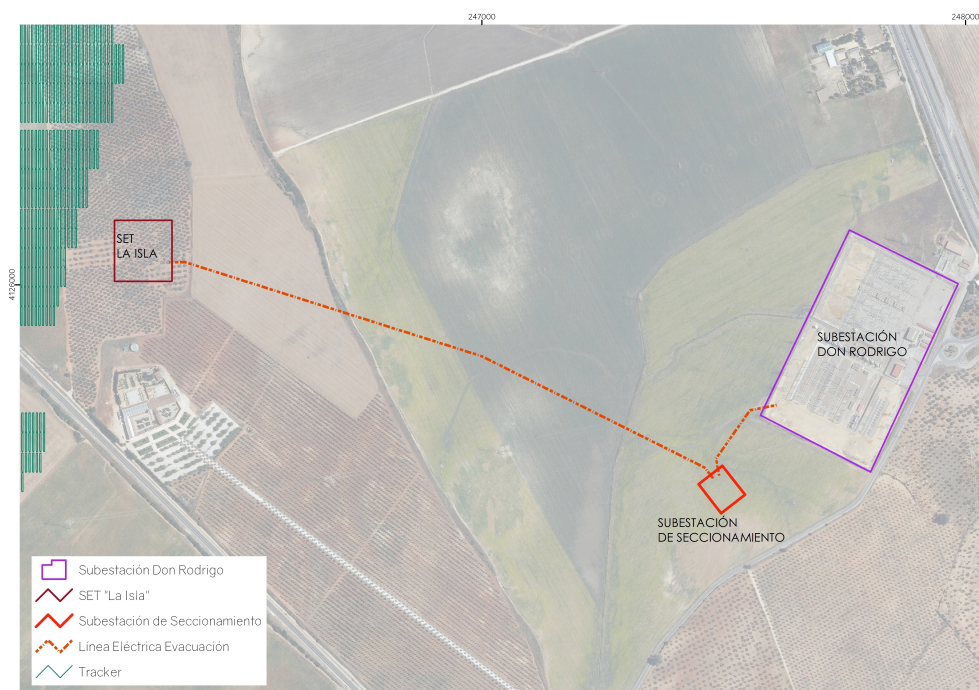 247000
248000
4126000
SET
LA ISLA
SUBESTACIÓN
DON RODRIGO
SUBESTACIÓN
DE SECCIONAMIENTO
Subestación Don Rodrigo
SET "La Isla"
Subestación de Seccionamiento
Línea Eléctrica Evacuación
Tracker